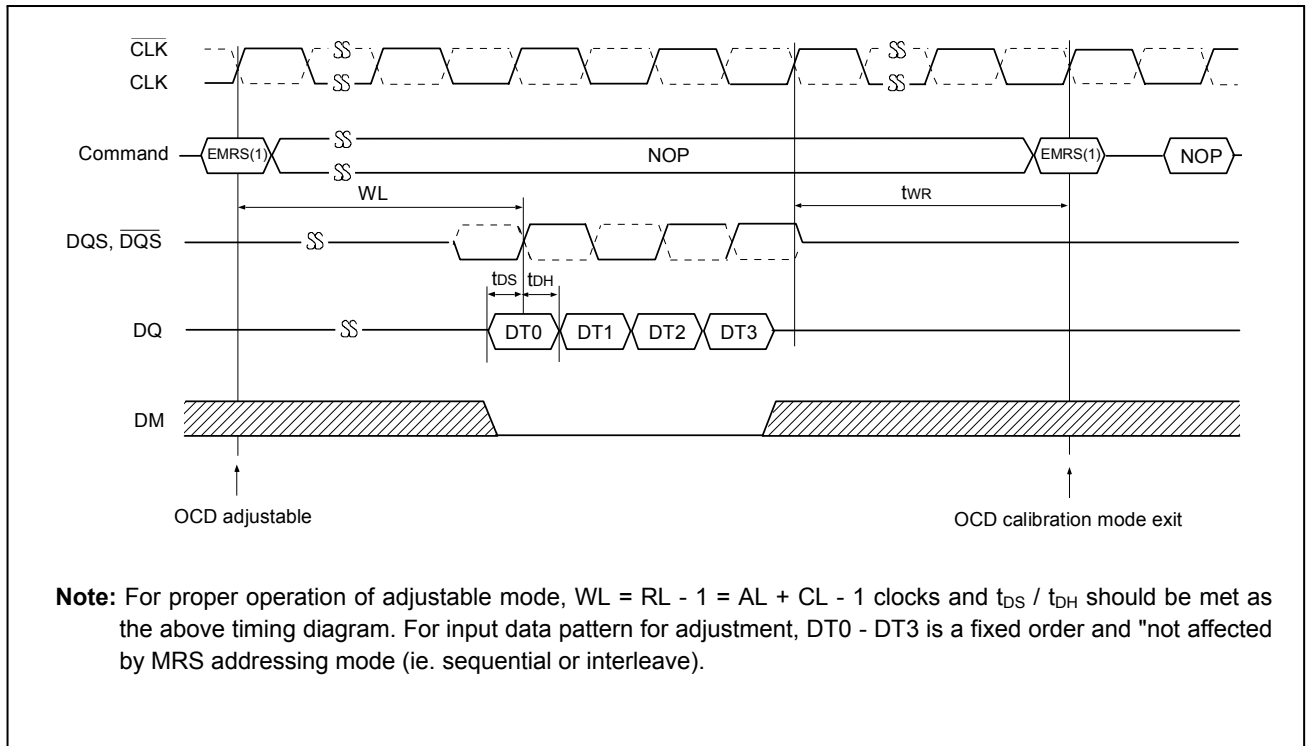 CLK
CLK
Command
EMRS(1)
NOP
EMRS(1)
NOP
WL
tWR
DQS, DQS
tDS
tDH
DQ
DT0
DT1
DT2
DT3
DM
OCD adjustable
OCD calibration mode exit
Note: For proper operation of adjustable mode, WL = RL - 1 = AL + CL - 1 clocks and tDS / tDH should be met as
the above timing diagram. For input data pattern for adjustment, DT0 - DT3 is a fixed order and "not affected
by MRS addressing mode (ie. sequential or interleave).